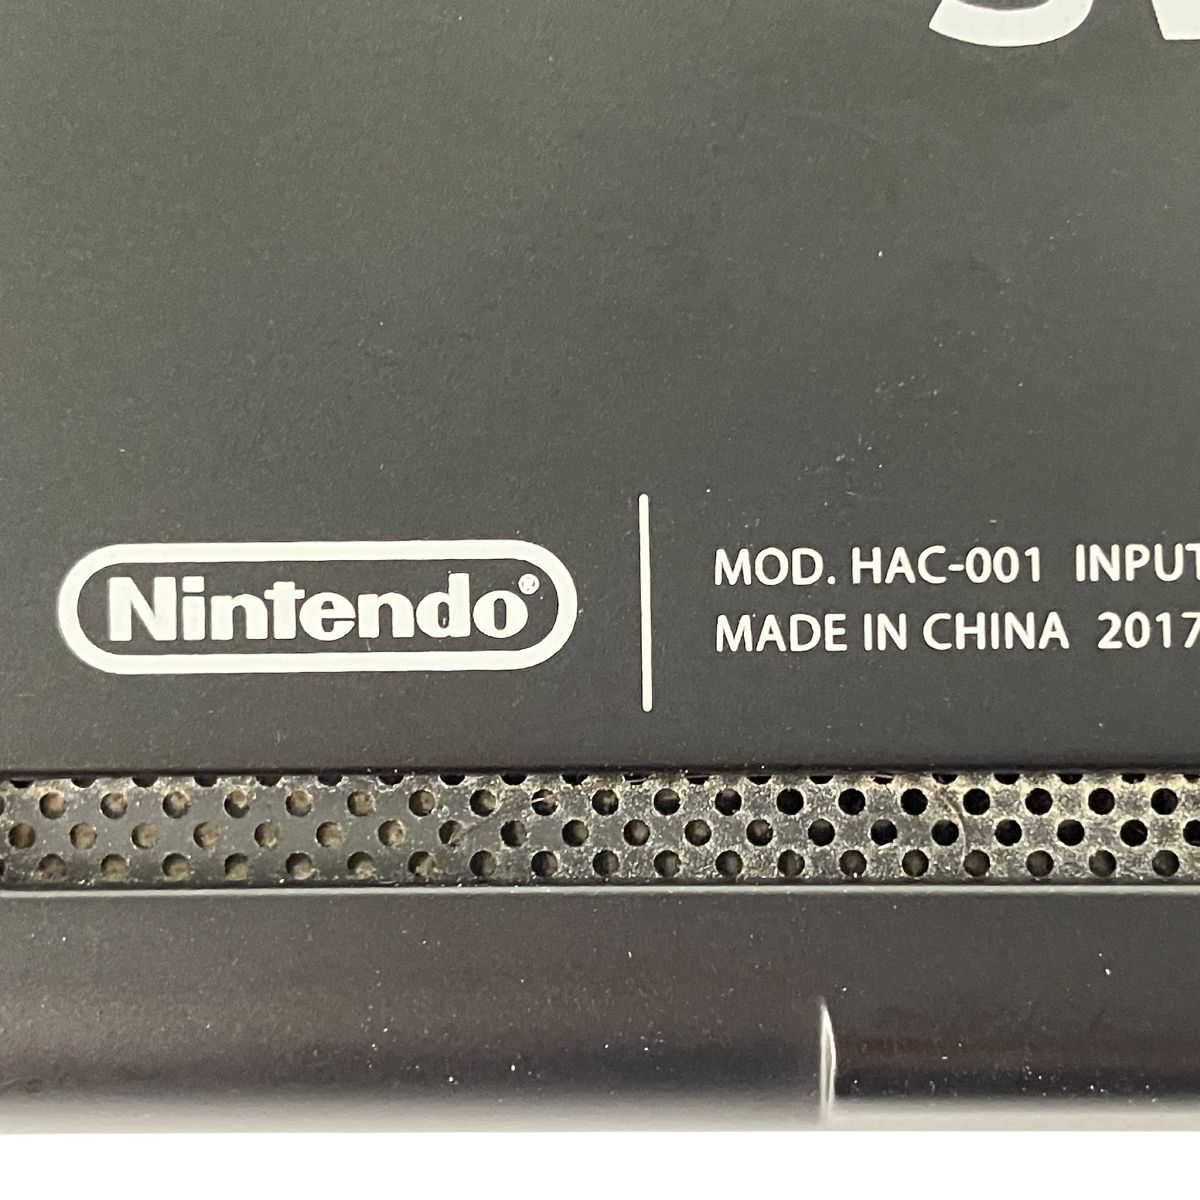 Nintendo®
MOD. HAC-001 INPUT
MADE IN CHINA 2017